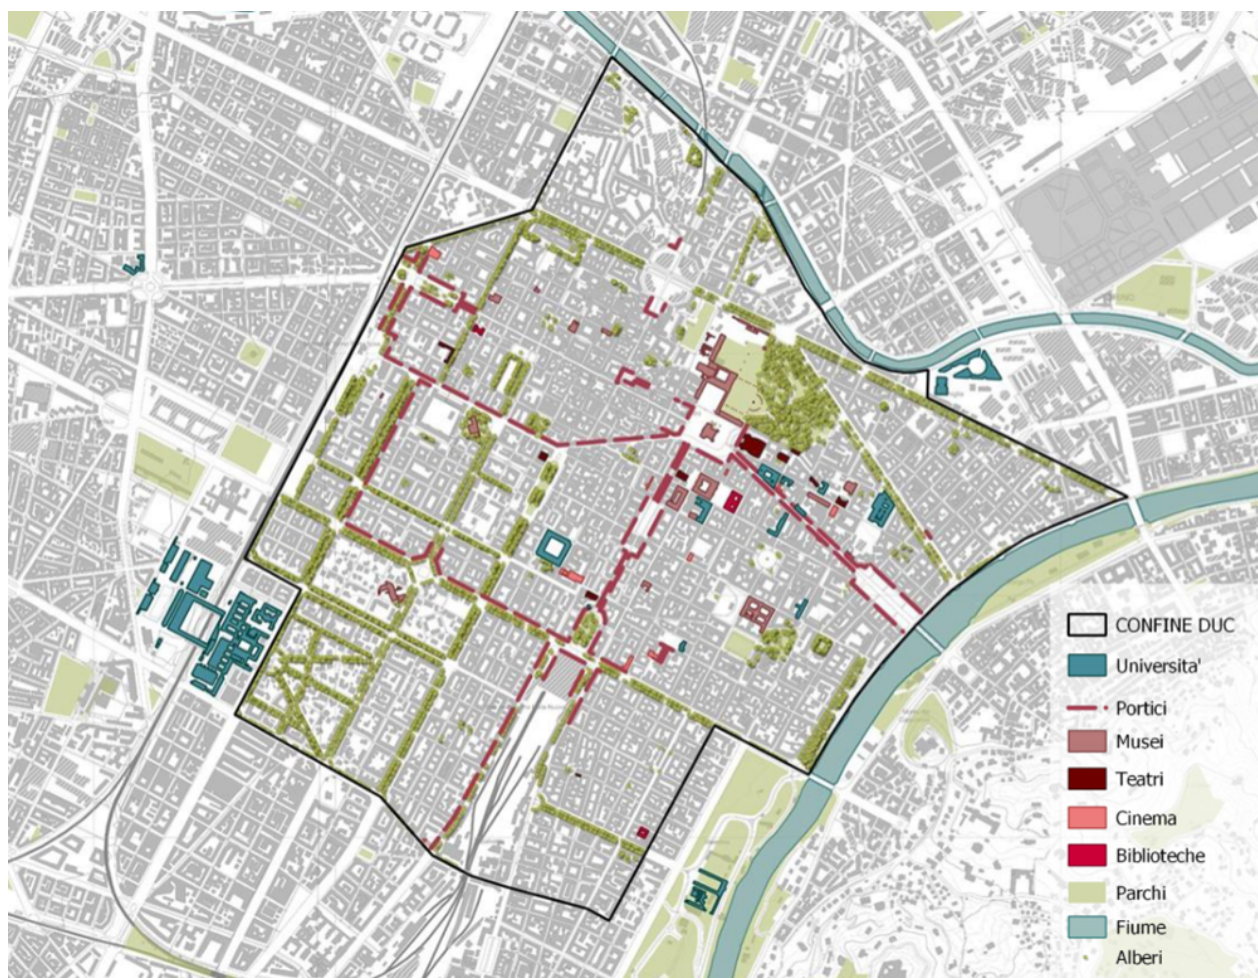 CONFINE DUC
Universita'
Portici
Musei
Teatri
Cinema
Biblioteche
Parchi
Fiume
Alberi